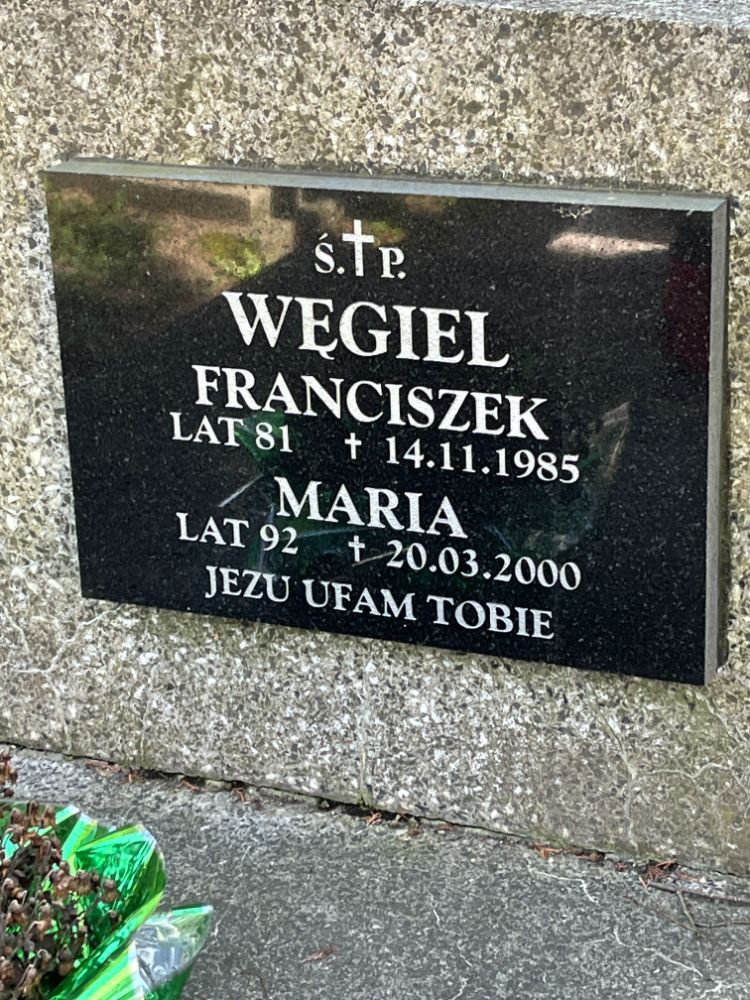 Ś.✝P.
WĘGIEL
FRANCISZEK
LAT 81 ✝ 14.11.1985
MARIA
LAT 92 ✝ 20.03.2000
JEZU UFAM TOBIE